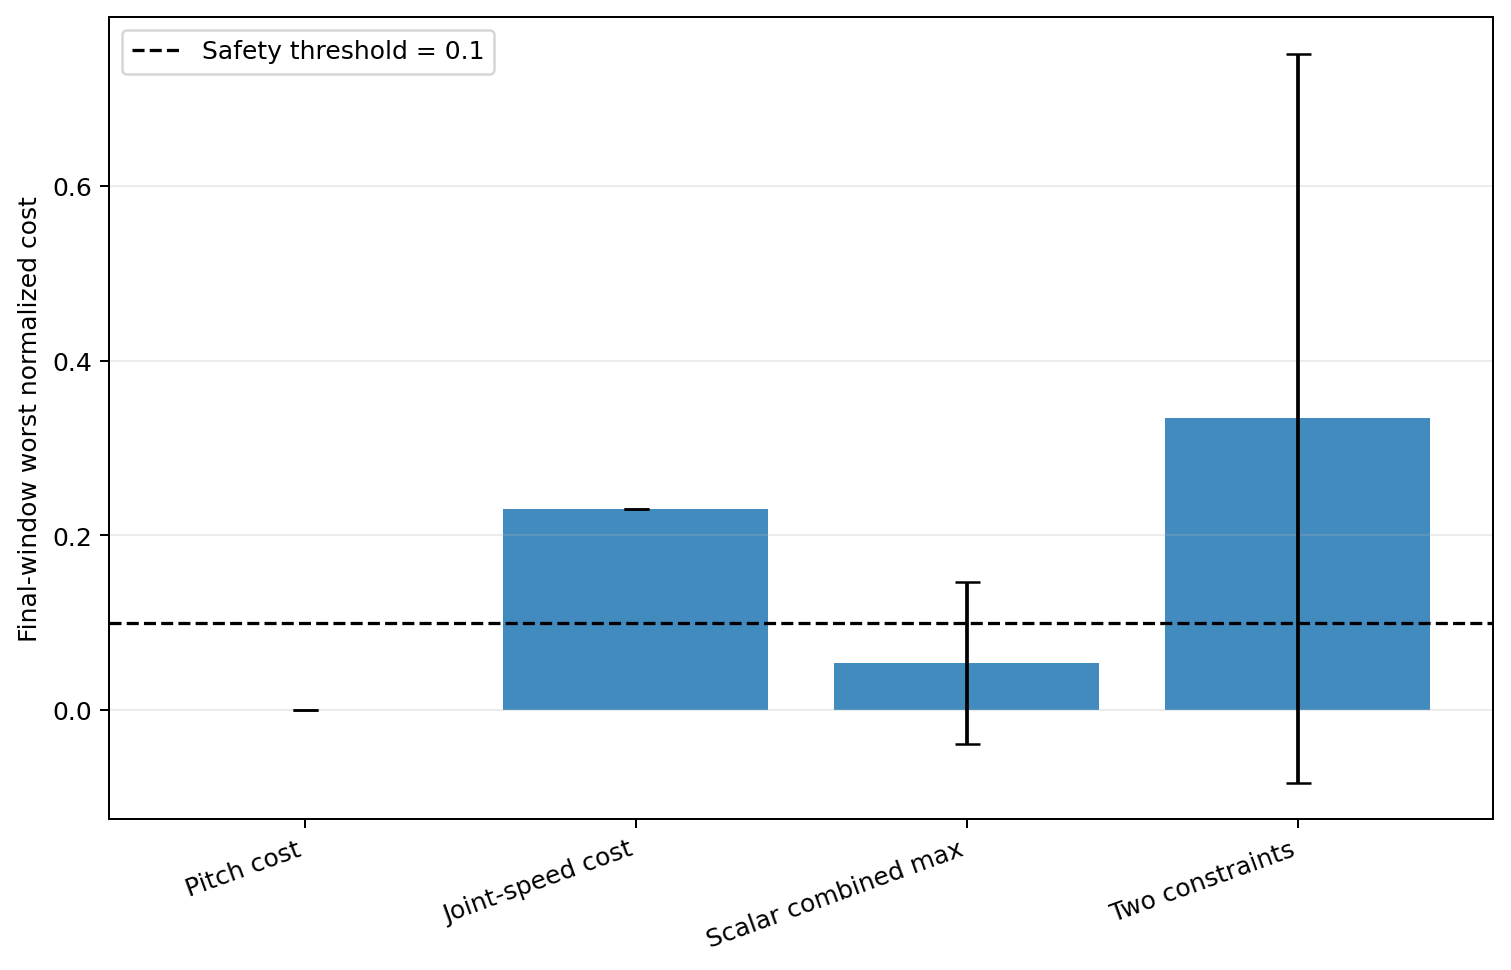 Safety threshold = 0.1
Final-window worst normalized cost
0.6
0.4
0.2
0.0
Pitch cost
Joint-speed cost
Scalar combined max
Two constraints